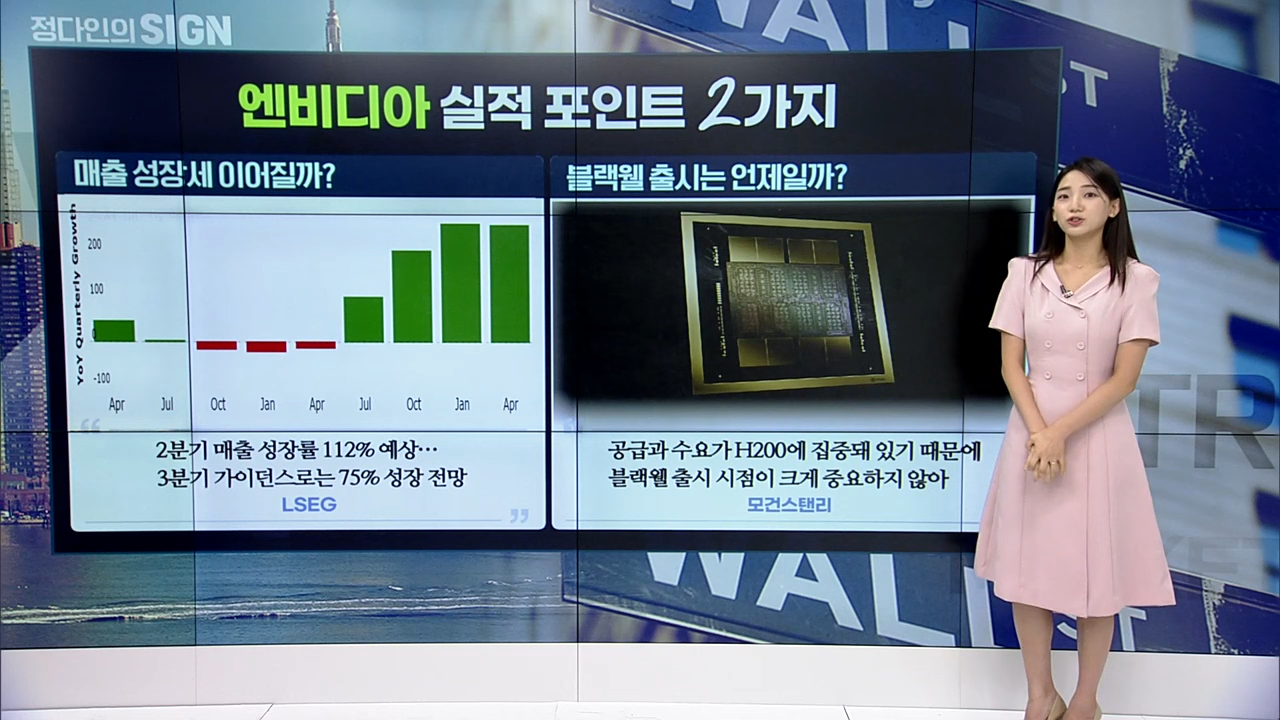 정다인의 SIGN
WALL
ST
엔비디아 실적 포인트 2가지
매출 성장세 이어질까?
블랙웰 출시는 언제일까?
YoY Quarterly Growth
200
100
0
-100
Apr Jul Oct Jan Apr Jul Oct Jan Apr
2분기 매출 성장률 112% 예상…
3분기 가이던스로는 75% 성장 전망
LSEG
공급과 수요가 H200에 집중돼 있기 때문에
블랙웰 출시 시점이 크게 중요하지 않아
모건스탠리
TR
WALL
ST